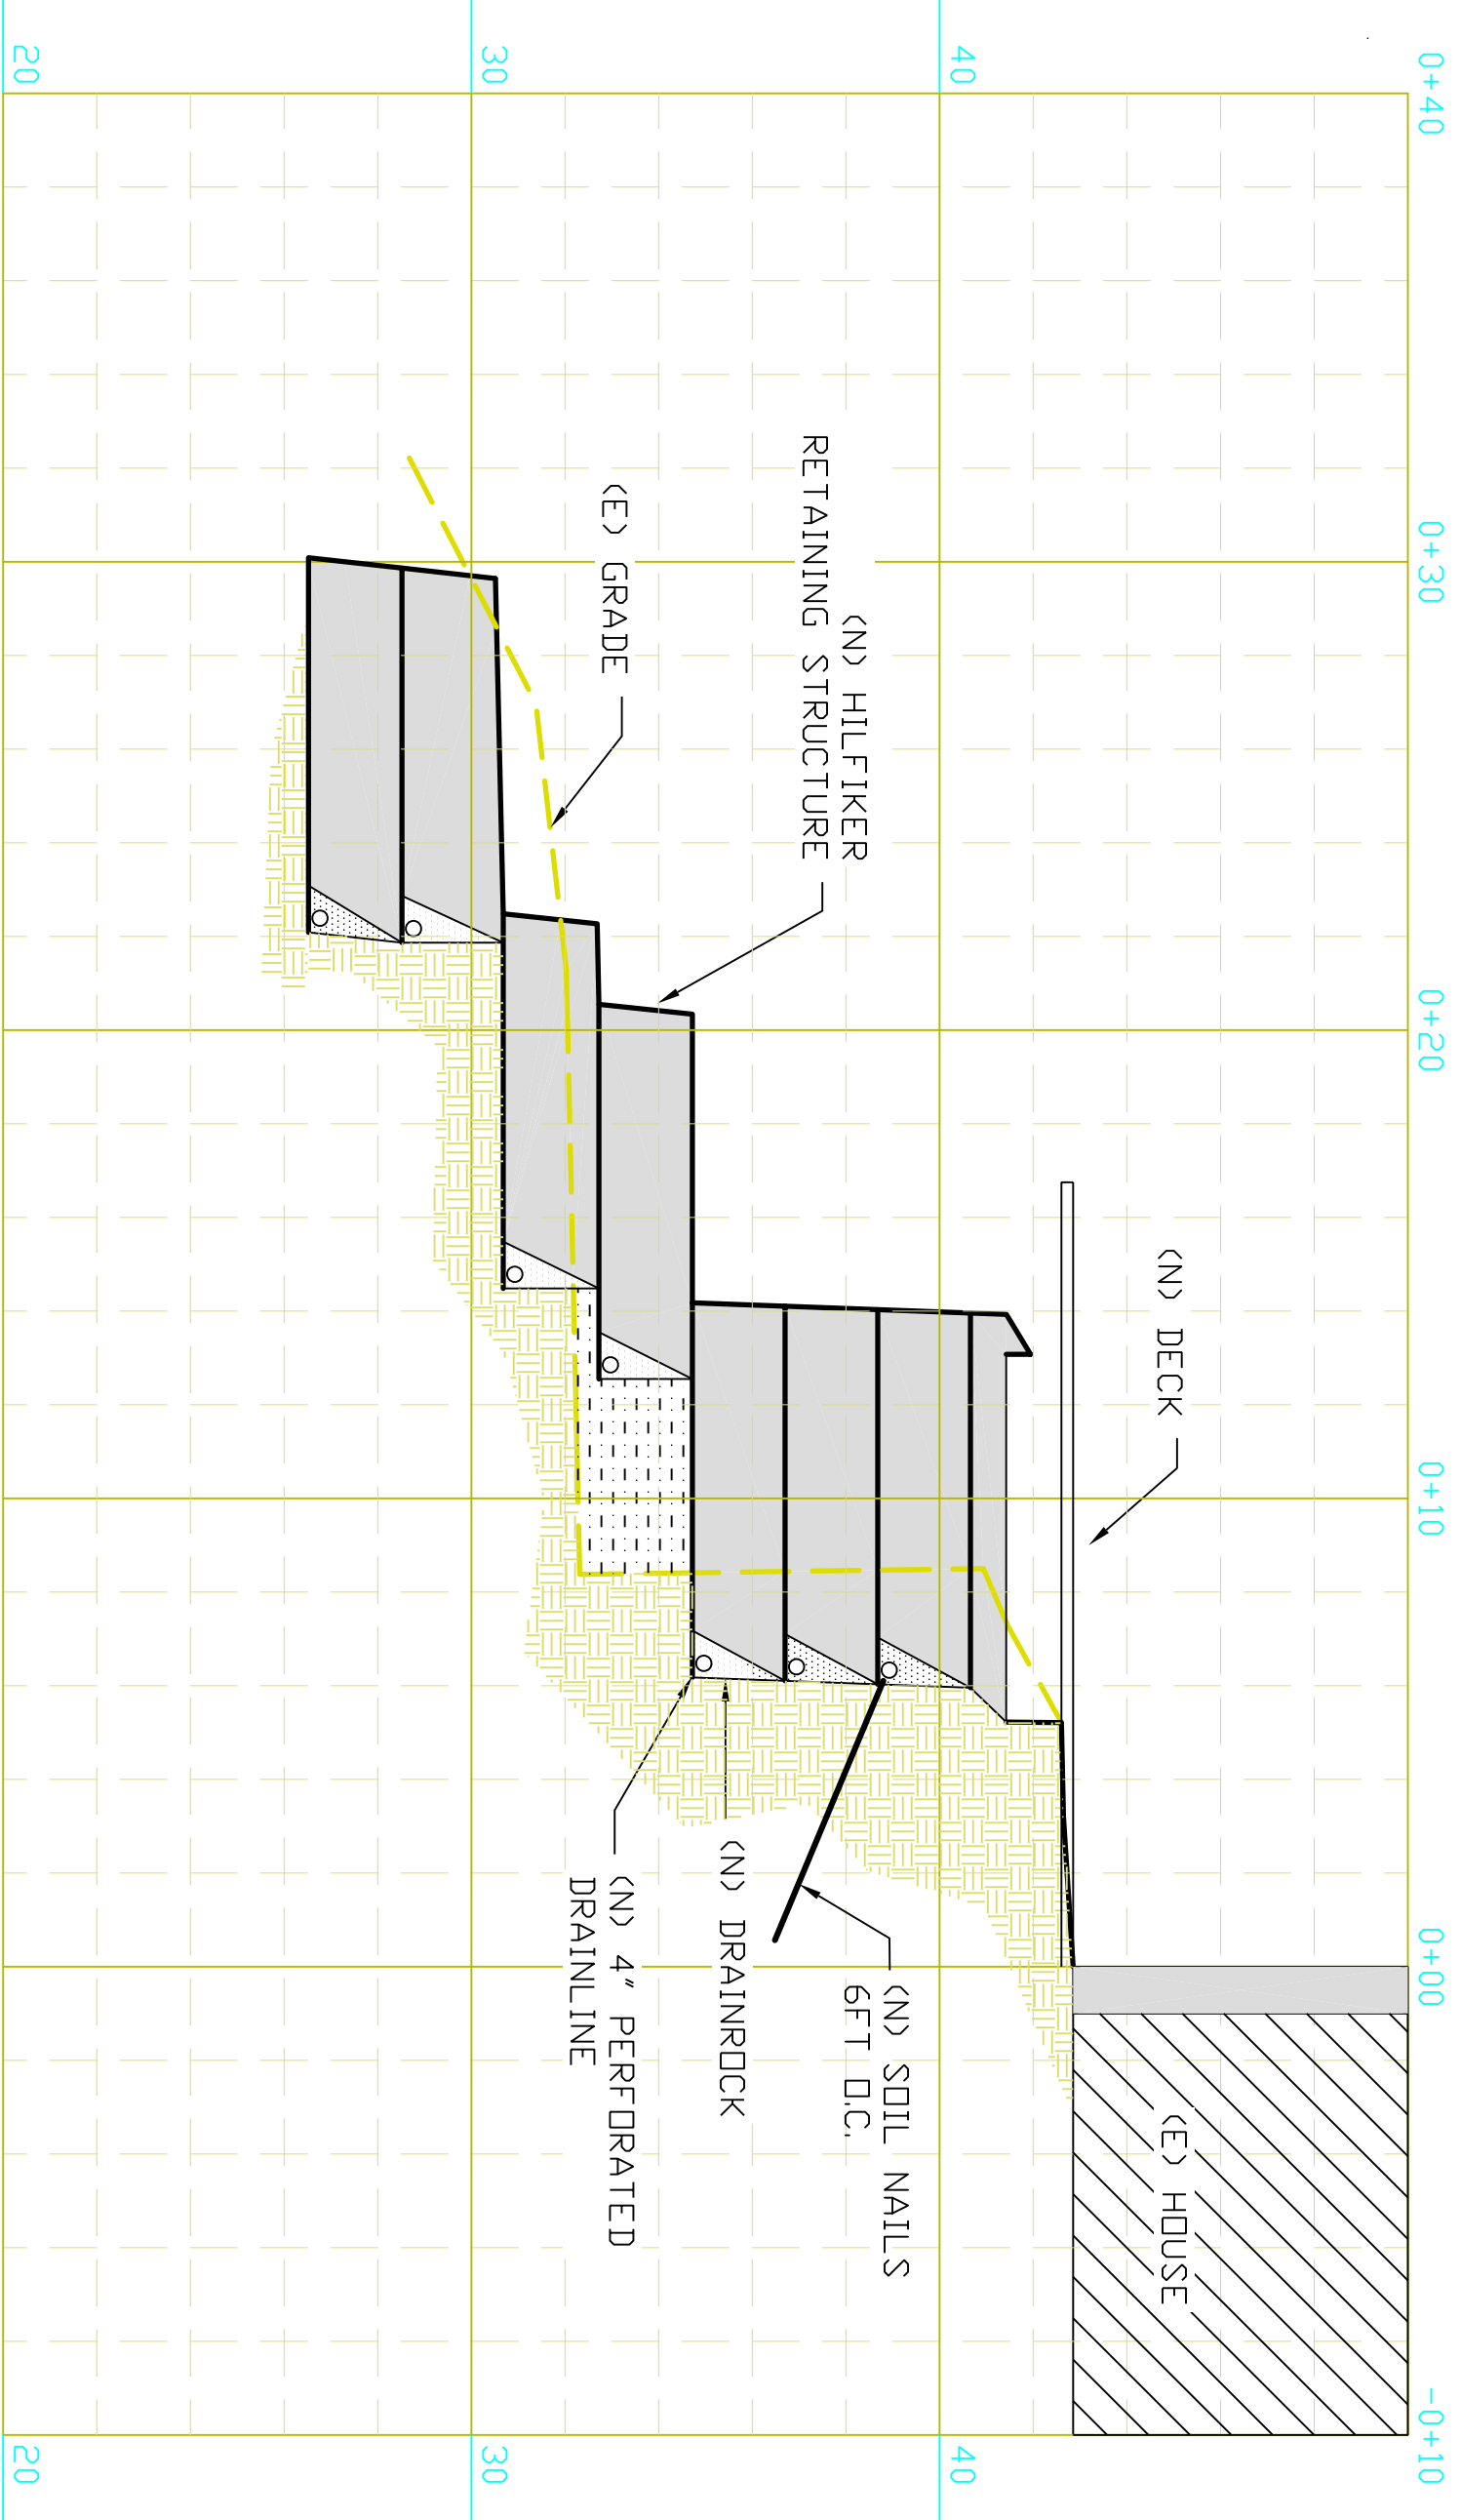 0+40
0+30
0+20
0+10
0+00
-0+10
40
40
30
30
20
20
(N) DECK
(E) HOUSE
(N) HILFIKER
RETAINING STRUCTURE
(E) GRADE
(N) SOIL NAILS
6FT O.C.
(N) DRAINROCK
(N) 4" PERFORATED
DRAINLINE